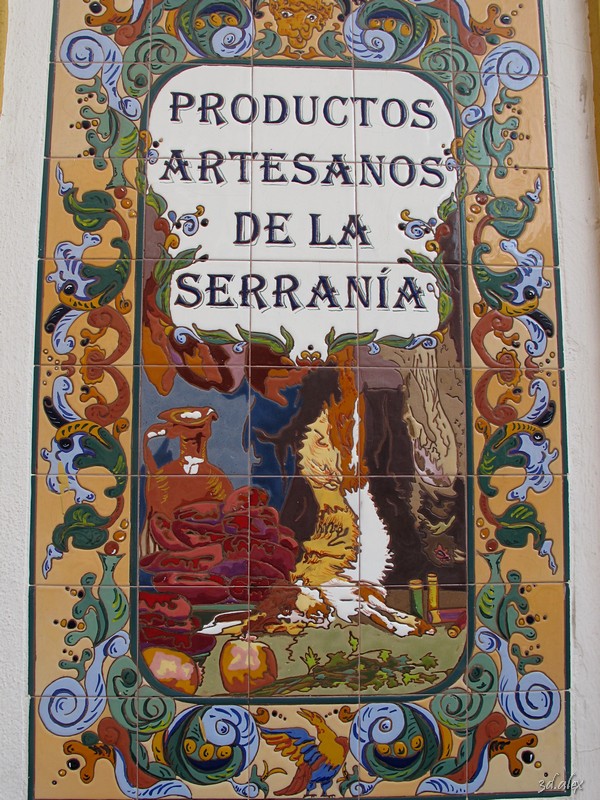 PRODUCTOS
ARTESANOS
DE LA
SERRANÍA
3d.alex